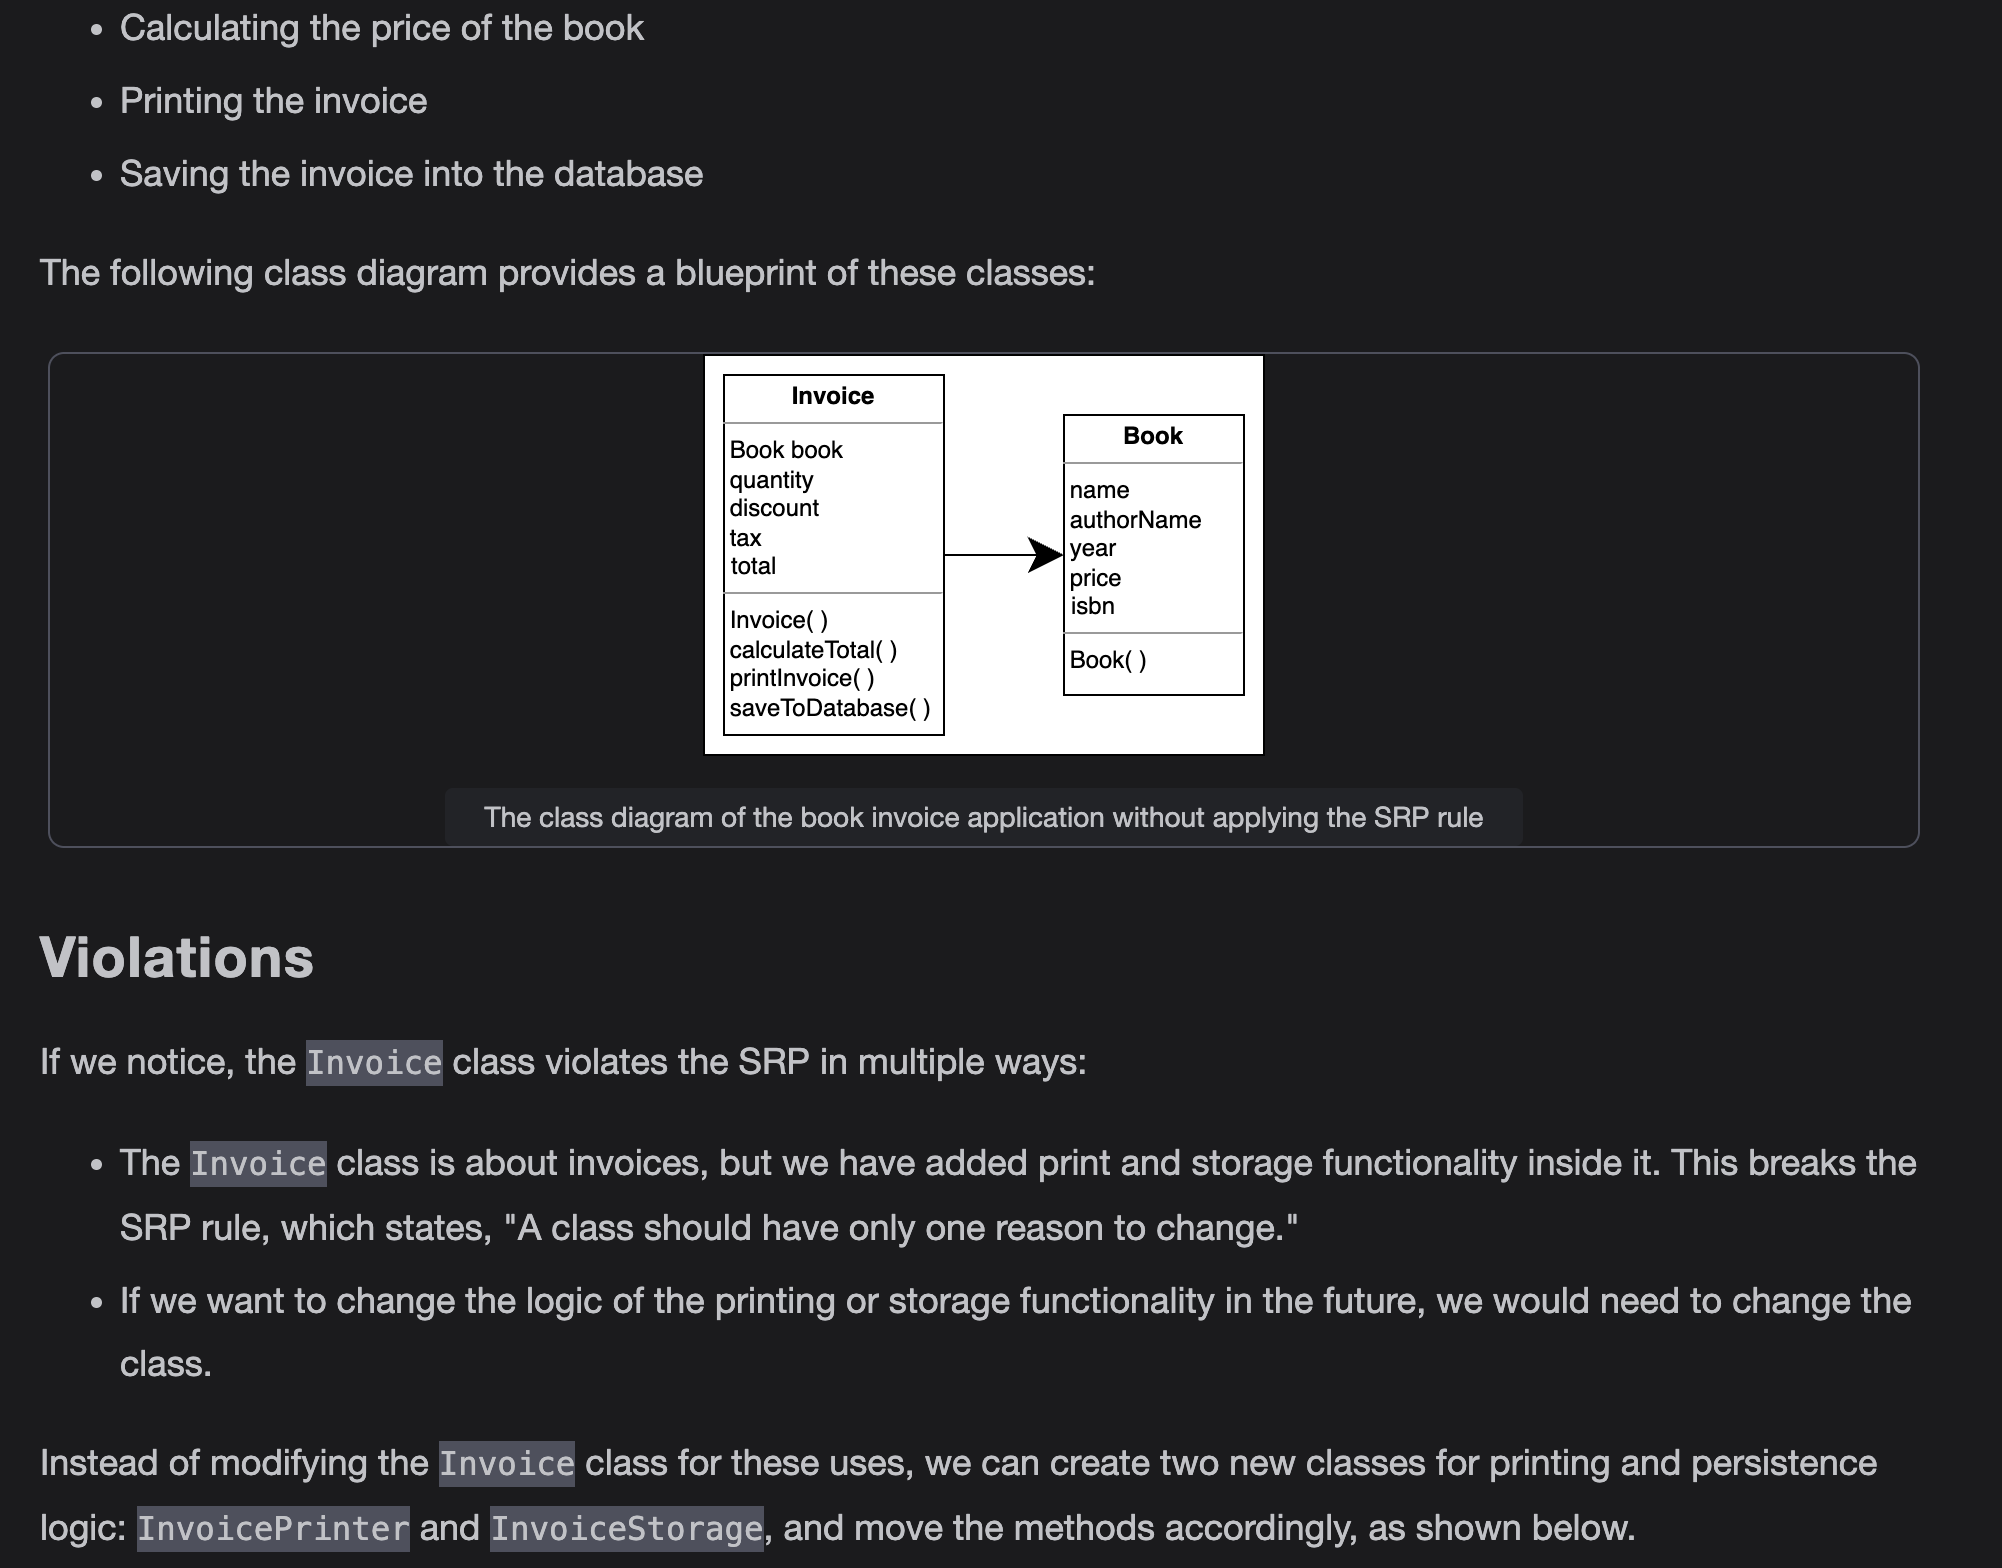 Calculating the price of the book
Printing the invoice
Saving the invoice into the database
The following class diagram provides a blueprint of these classes:
Invoice
Book book
quantity
discount
tax
total
Invoice( )
calculateTotal( )
printInvoice( )
saveToDatabase( )
Book
name
authorName
year
price
isbn
Book( )
The class diagram of the book invoice application without applying the SRP rule
Violations
If we notice, the Invoice class violates the SRP in multiple ways:
The Invoice class is about invoices, but we have added print and storage functionality inside it. This breaks the
SRP rule, which states, "A class should have only one reason to change."
If we want to change the logic of the printing or storage functionality in the future, we would need to change the
class.
Instead of modifying the Invoice class for these uses, we can create two new classes for printing and persistence
logic: InvoicePrinter and InvoiceStorage, and move the methods accordingly, as shown below.